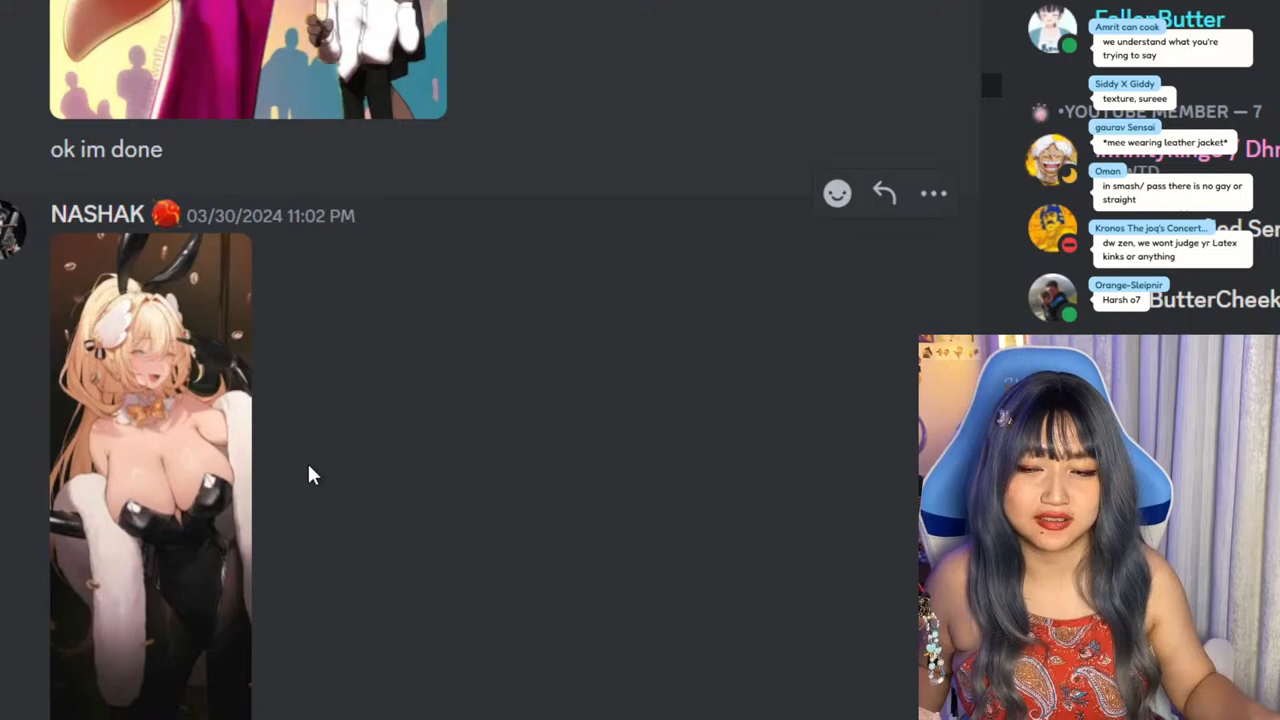 ok im done
NASHAK 03/30/2024 11:02 PM
FallenButter
Amrit can cook
we understand what you're
trying to say
Siddy X Giddy
texture, sureee
•YOUTUBE MEMBER — 7
gaurav Sensai
*mee wearing leather jacket*
Oman
in smash/ pass there is no gay or
straight
Kronos The joq's Concert...
dw zen, we wont judge yr Latex
kinks or anything
Orange-Sleipnir
Harsh o7
ButterCheek